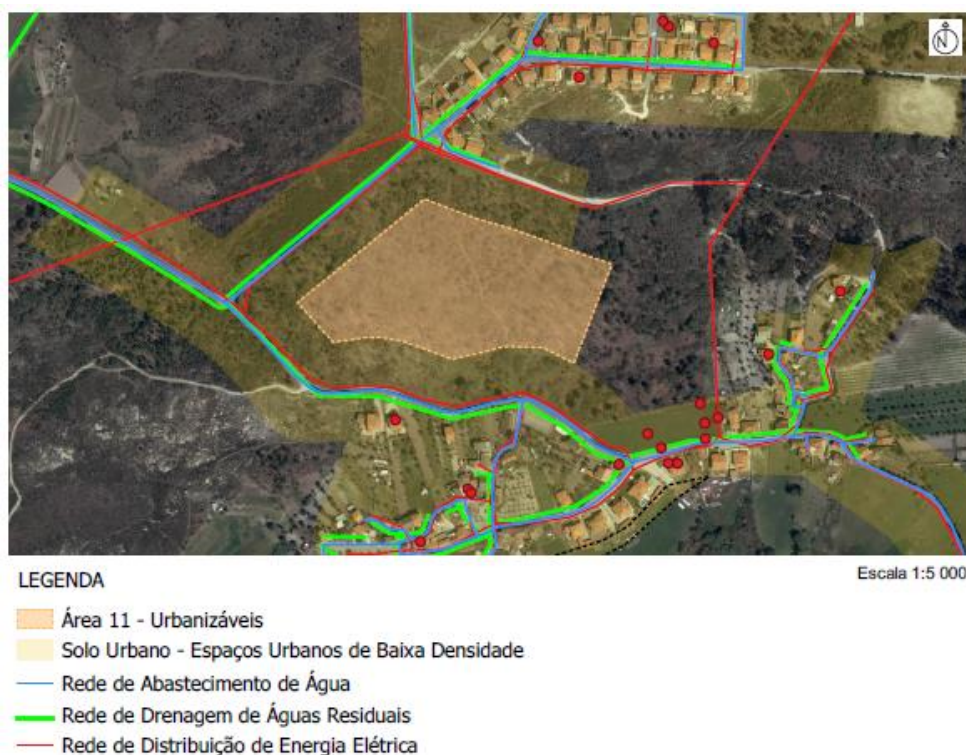 N
LEGENDA
Escala 1:5 000
Área 11 - Urbanizáveis
Solo Urbano - Espaços Urbanos de Baixa Densidade
Rede de Abastecimento de Água
Rede de Drenagem de Águas Residuais
Rede de Distribuição de Energia Elétrica